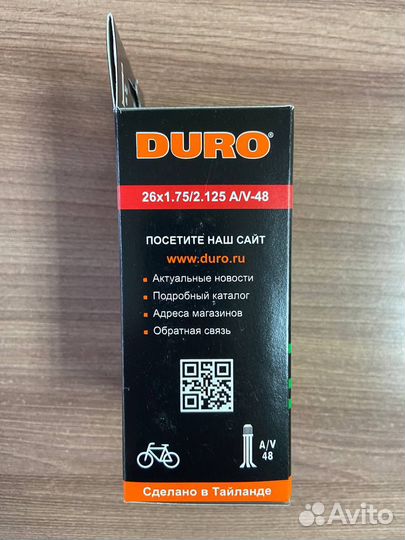 DURO®
26x1.75/2.125 A/V-48
ПОСЕТИТЕ НАШ САЙТ
www.duro.ru
• Актуальные новости
• Подробный каталог
• Адреса магазинов
• Обратная связь
A/V
48
Сделано в Тайланде
Avito